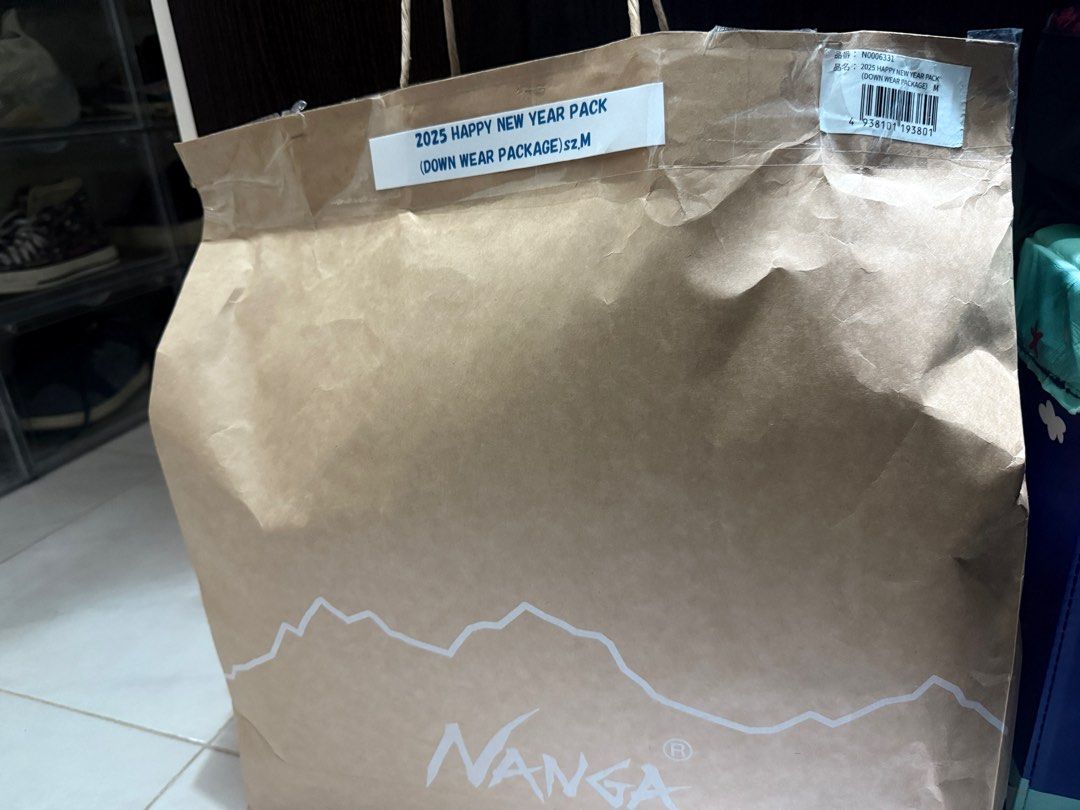 2025 HAPPY NEW YEAR PACK
(DOWN WEAR PACKAGE)sz.M
品番: N0006331
品名: 2025 HAPPY NEW YEAR PACK
(DOWN WEAR PACKAGE) M
4 938101 193801
NANGA®